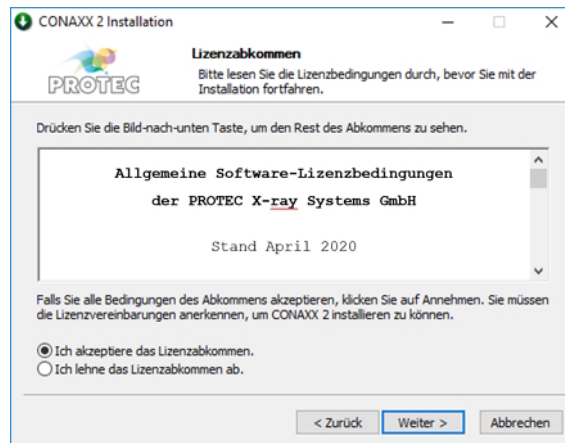 CONAXX 2 Installation
PROTEC
Lizenzabkommen
Bitte lesen Sie die Lizenzbedingungen durch, bevor Sie mit der
Installation fortfahren.
Drücken Sie die Bild-nach-unten Taste, um den Rest des Abkommens zu sehen.
Allgemeine Software-Lizenzbedingungen
der PROTEC X-ray Systems GmbH
Stand April 2020
Falls Sie alle Bedingungen des Abkommens akzeptieren, klicken Sie auf Annehmen. Sie müssen
die Lizenzvereinbarungen anerkennen, um CONAXX 2 installieren zu können.
Ich akzeptiere das Lizenzabkommen.
Ich lehne das Lizenzabkommen ab.
< Zurück Weiter > Abbrechen